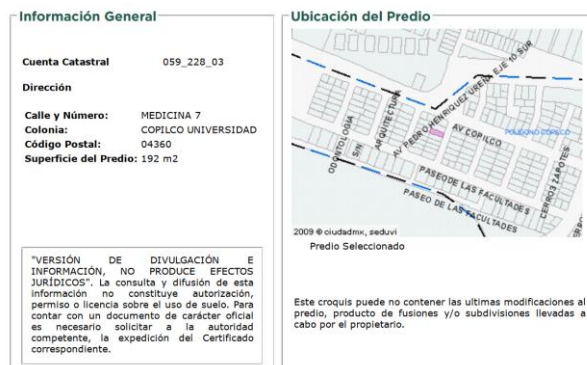 Información General
Cuenta Catastral 059_228_03
Dirección
Calle y Número: MEDICINA 7
Colonia: COPILCO UNIVERSIDAD
Código Postal: 04360
Superficie del Predio: 192 m2
"VERSIÓN DE DIVULGACIÓN E
INFORMACIÓN, NO PRODUCE EFECTOS
JURÍDICOS". La consulta y difusión de esta
información no constituye autorización,
permiso o licencia sobre el uso de suelo. Para
contar con un documento de carácter oficial
es necesario solicitar a la autoridad
competente, la expedición del Certificado
correspondiente.
Ubicación del Predio
AV PEDRO HENRIQUEZ UREÑA EJE 10 SUR
ARQUITECTURA
ODONTOLOGIA
S/N
AV COPILCO
POLIGONO COPILCO
PASEO DE LAS FACULTADES
PASEO DE LAS FACULTADES
CERRO 3 ZAPOTES
CERRO
2009 © ciudadmx, seduvi
Predio Seleccionado
Este croquis puede no contener las ultimas modificaciones al
predio, producto de fusiones y/o subdivisiones llevadas a
cabo por el propietario.